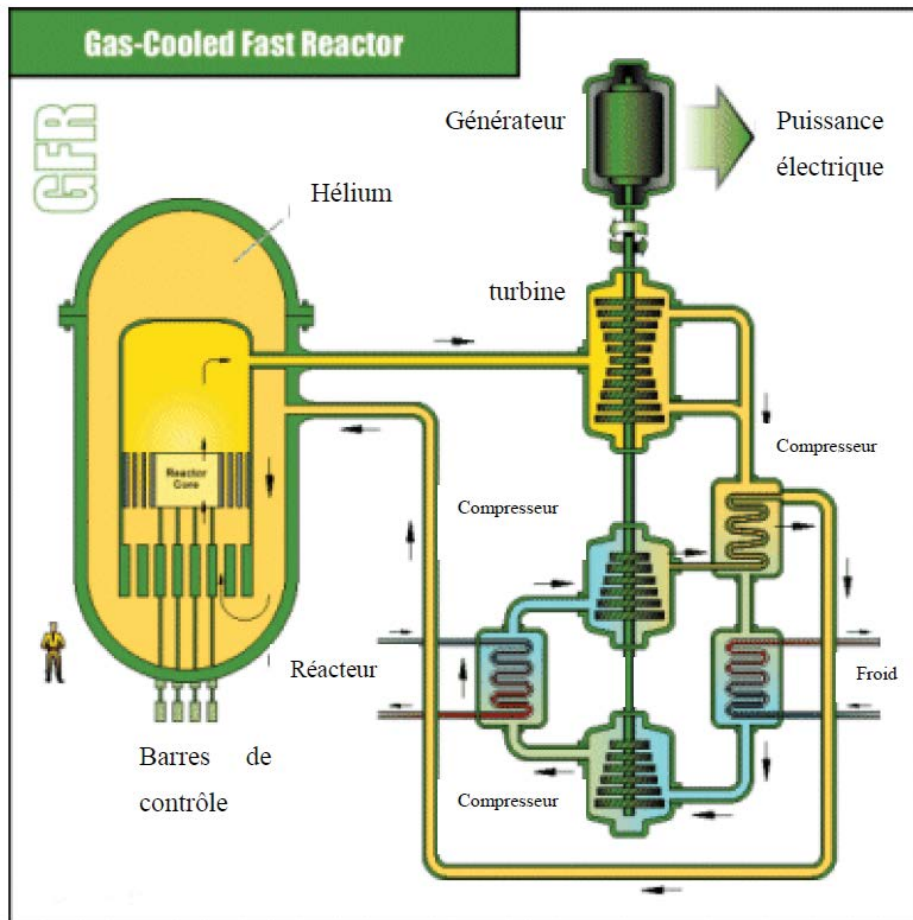 Gas-Cooled Fast Reactor
GFR
Générateur
Puissance
électrique
Hélium
turbine
Compresseur
Reactor
Core
Compresseur
Réacteur
Froid
Barres de
contrôle
Compresseur